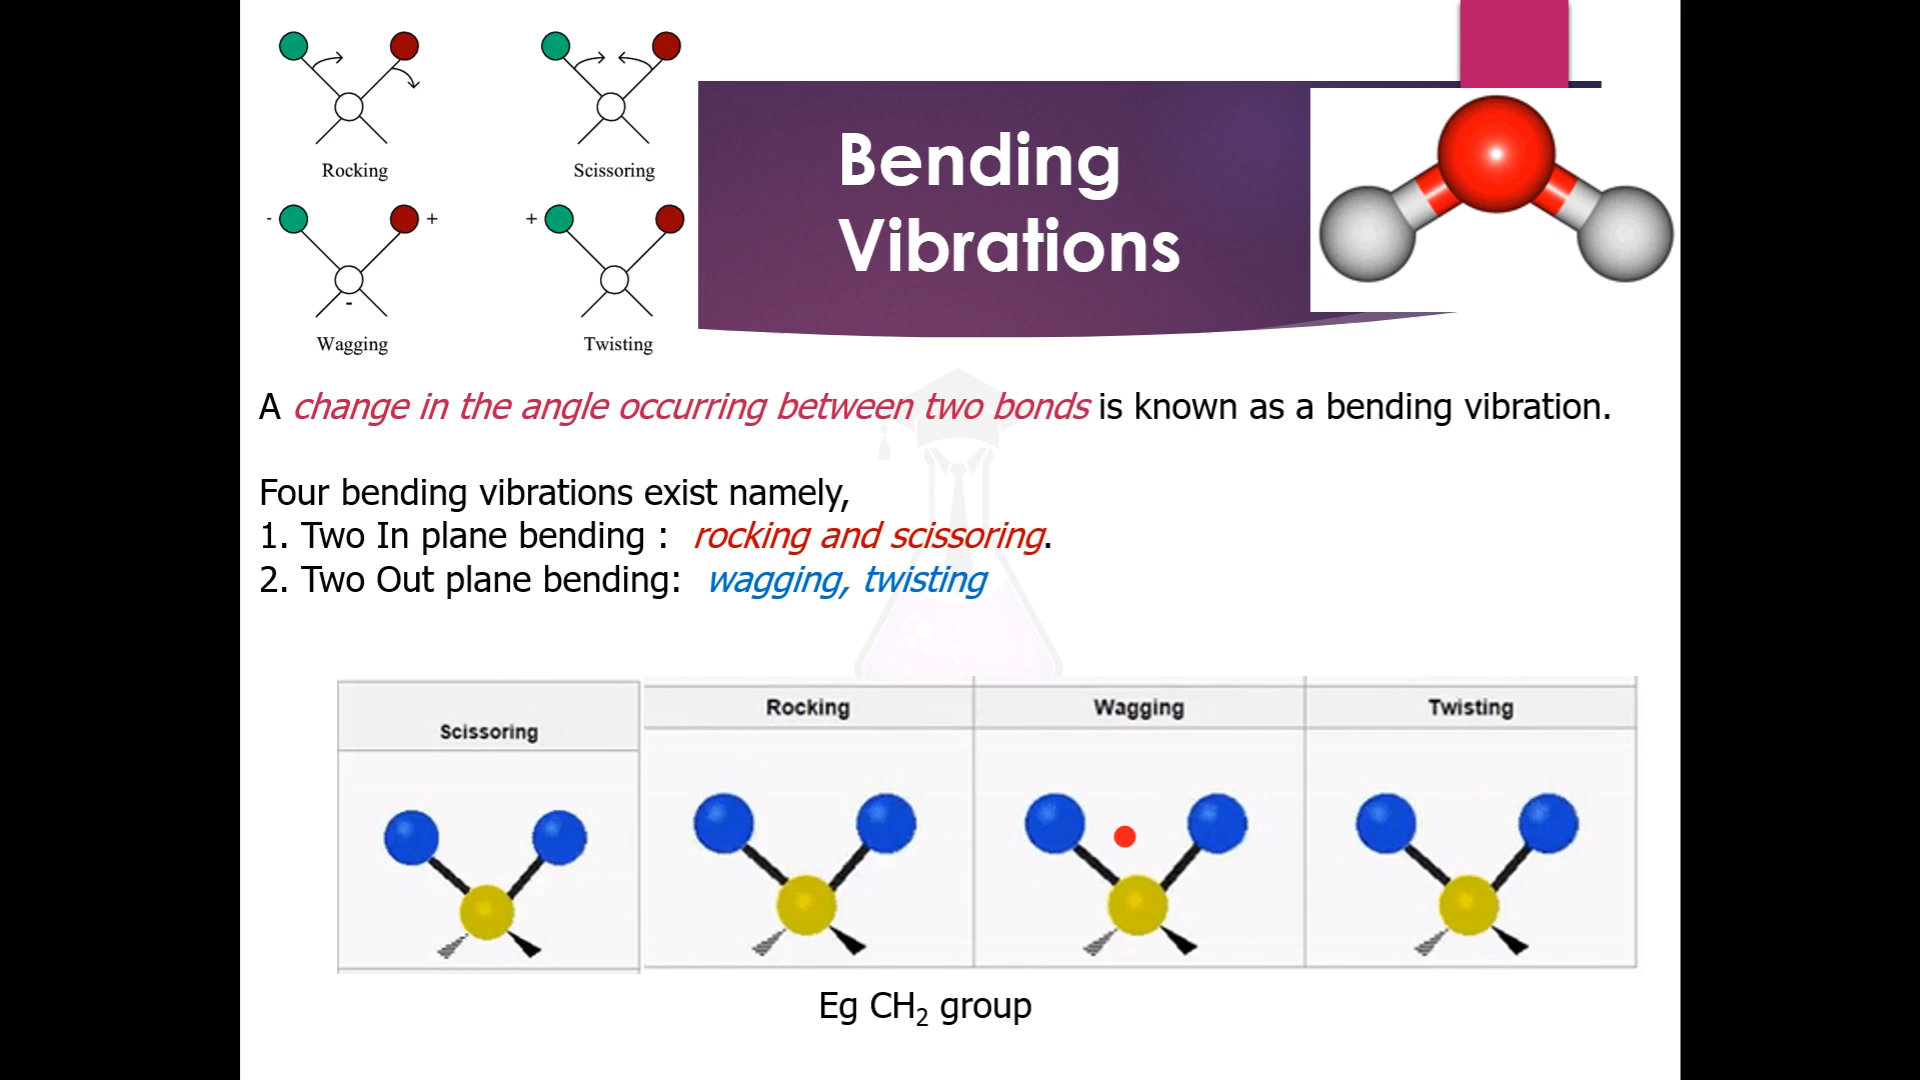 Rocking
Scissoring
- + +
-
Wagging
Twisting
Bending
Vibrations
A change in the angle occurring between two bonds is known as a bending vibration.
Four bending vibrations exist namely,
1. Two In plane bending : rocking and scissoring.
2. Two Out plane bending: wagging, twisting
Scissoring
Rocking
Wagging
Twisting
Eg CH₂ group